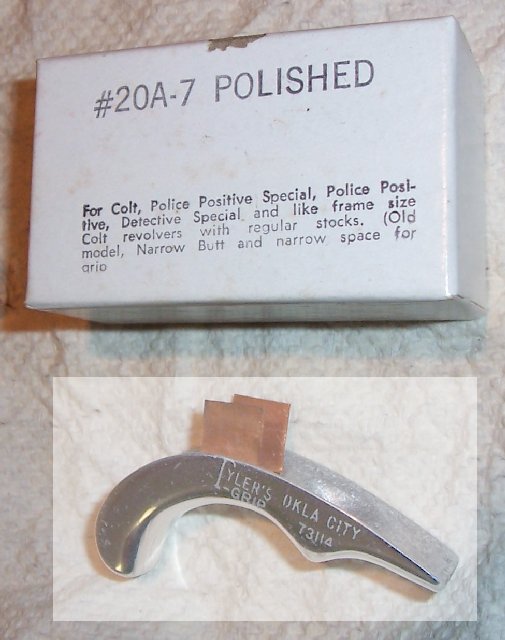 #20A-7 POLISHED
For Colt, Police Positive Special, Police Posi-
tive, Detective Special and like frame size
Colt revolvers with regular stocks. (Old
model, Narrow Butt and narrow space for
grip
TYLER'S OKLA CITY
T-GRIP 73114